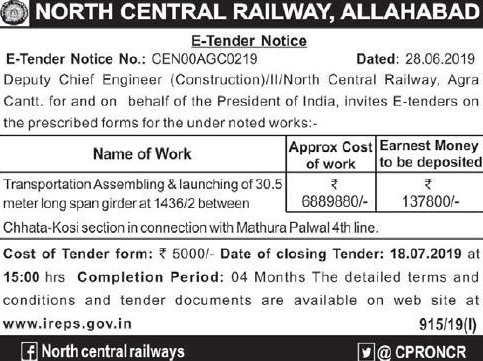 NORTH CENTRAL RAILWAY, ALLAHABAD
E-Tender Notice
E-Tender Notice No.: CEN00AGC0219 Dated: 28.06.2019
Deputy Chief Engineer (Construction)/II/North Central Railway, Agra
Cantt. for and on behalf of the President of India, invites E-tenders on
the prescribed forms for the under noted works:-
Name of Work
Approx Cost of work
Earnest Money to be deposited
Transportation Assembling & launching of 30.5
meter long span girder at 1436/2 between
₹ 6889880/-
₹ 137800/-
Chhata-Kosi section in connection with Mathura Palwal 4th line.
Cost of Tender form: ₹ 5000/- Date of closing Tender: 18.07.2019 at
15:00 hrs Completion Period: 04 Months The detailed terms and
conditions and tender documents are available on web site at
www.ireps.gov.in 915/19(I)
North central railways @ CPRONCR